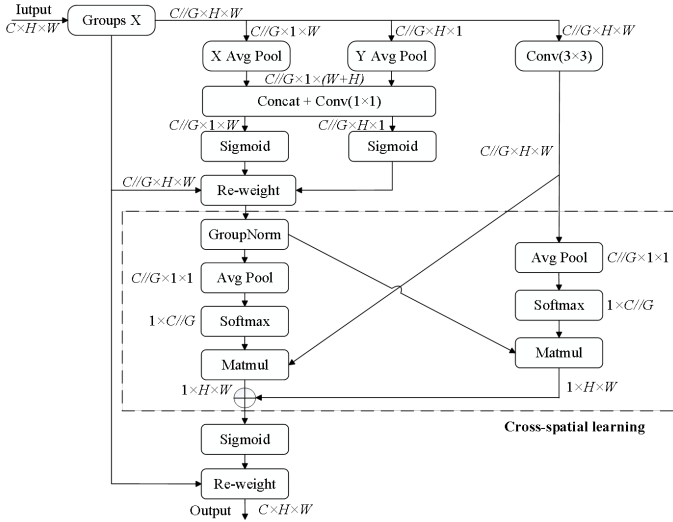 Iutput
C×H×W
Groups X
C//G×H×W
C//G×1×W
C//G×H×1
C//G×H×W
X Avg Pool
Y Avg Pool
Conv(3×3)
C//G×1×(W+H)
Concat + Conv(1×1)
C//G×1×W
C//G×H×1
Sigmoid
Sigmoid
C//G×H×W
C//G×H×W
Re-weight
GroupNorm
Avg Pool
C//G×1×1
C//G×1×1
Avg Pool
Softmax
1×C//G
1×C//G
Softmax
Matmul
Matmul
1×H×W
1×H×W
Cross-spatial learning
Sigmoid
Re-weight
Output
C×H×W